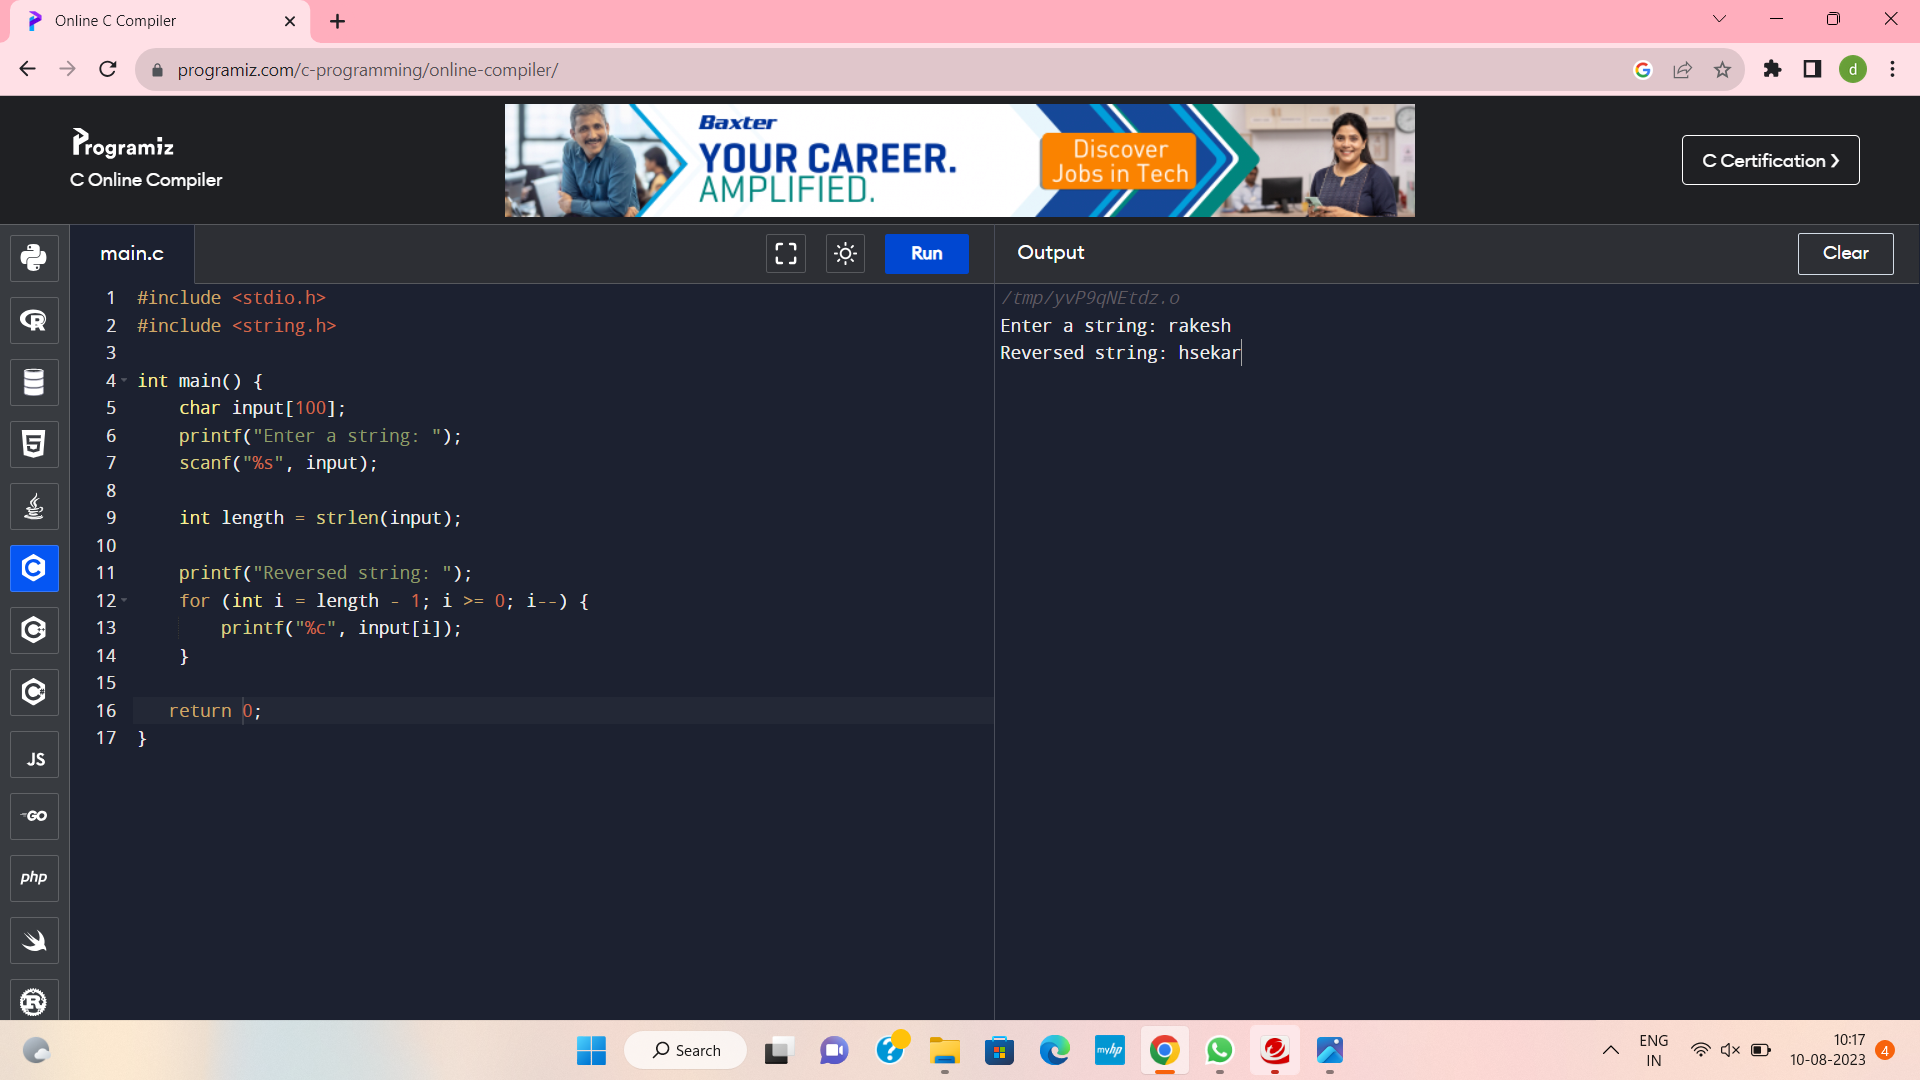 Online C Compiler
programiz.com/c-programming/online-compiler/
d
Programiz
C Online Compiler
Baxter
YOUR CAREER.
AMPLIFIED.
Discover
Jobs in Tech
C Certification ❯
main.c
Run
Output
Clear
1 #include <stdio.h>
2 #include <string.h>
3
4 int main() {
5     char input[100];
6     printf("Enter a string: ");
7     scanf("%s", input);
8
9     int length = strlen(input);
10
11     printf("Reversed string: ");
12     for (int i = length - 1; i >= 0; i--) {
13         printf("%c", input[i]);
14     }
15
16    return 0;
17 }
/tmp/yvP9qNEtdz.o
Enter a string: rakesh
Reversed string: hsekar
R
5
C
C
C
JS
GO
php
R
Search
myhp
ENG
IN
10:17
10-08-2023
4